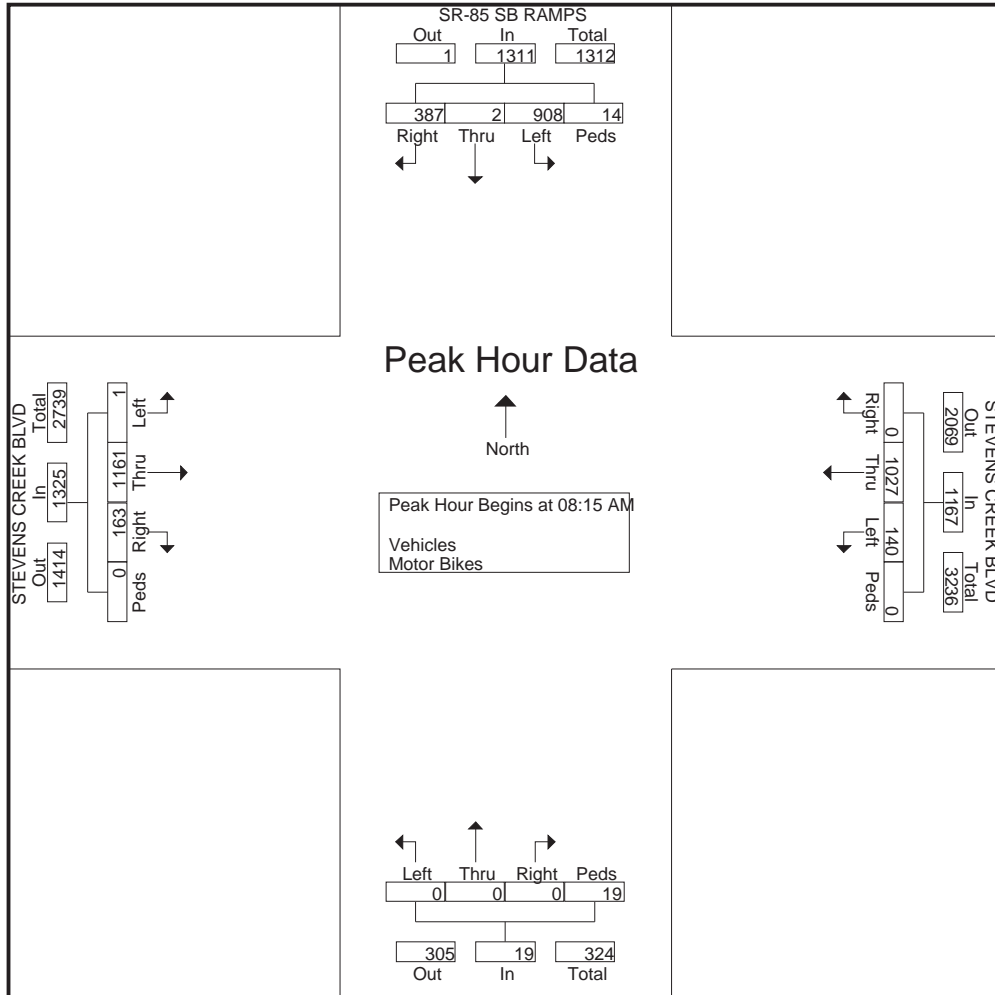 SR-85 SB RAMPS
Out In Total
1 1311 1312
387 2 908 14
Right Thru Left Peds
Peak Hour Data
North
Peak Hour Begins at 08:15 AM
Vehicles
Motor Bikes
STEVENS CREEK BLVD
Out In Total
1414 1325 2739
Left Thru Right Peds
1 1161 163 0
STEVENS CREEK BLVD
Out In Total
2069 1167 3236
Right Thru Left Peds
0 1027 140 0
Left Thru Right Peds
0 0 0 19
305 19 324
Out In Total